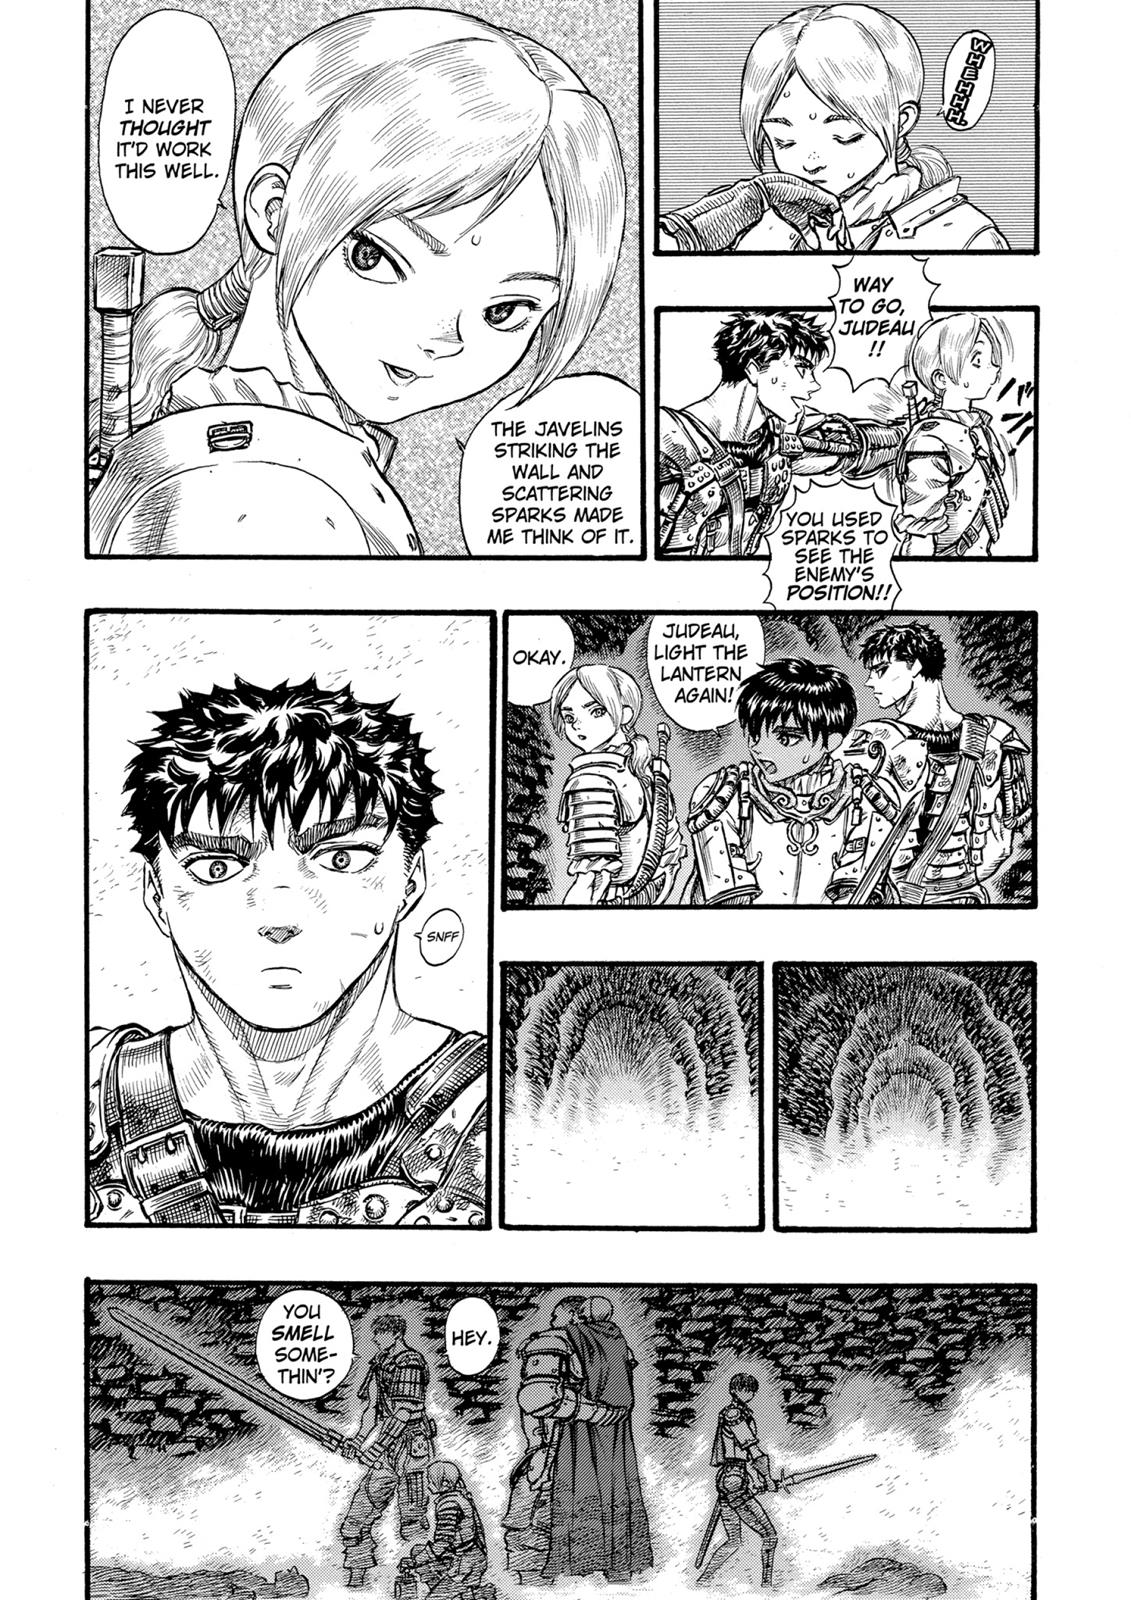 I NEVER
THOUGHT
IT'D WORK
THIS WELL.
THE JAVELINS
STRIKING THE
WALL AND
SCATTERING
SPARKS MADE
ME THINK OF IT.
WHEHHH
WAY
TO GO,
JUDEAU
!!
YOU USED
SPARKS TO
SEE THE
ENEMY'S
POSITION!!
SNFF
OKAY.
JUDEAU,
LIGHT THE
LANTERN
AGAIN!
YOU
SMELL
SOME-
THIN'?
HEY.